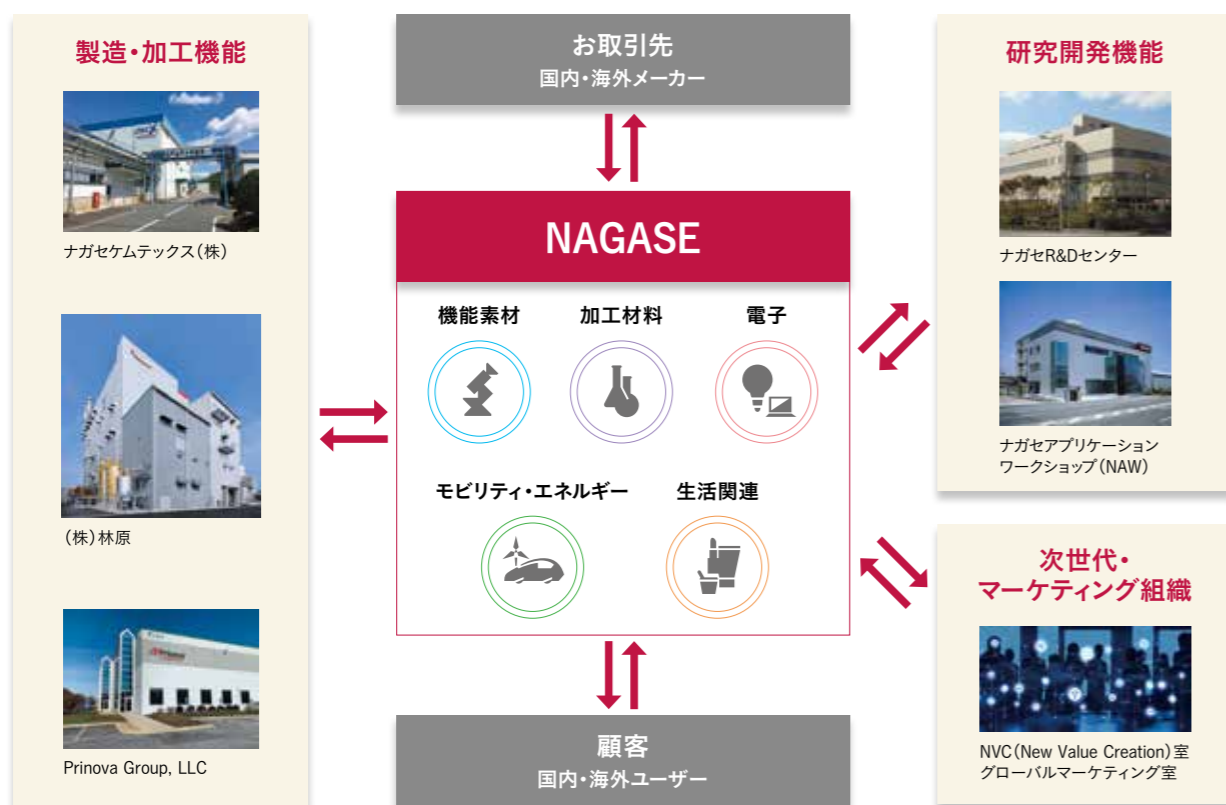 製造・加工機能
ナガセケムテックス(株)
(株)林原
Prinova Group, LLC
お取引先
国内・海外メーカー
NAGASE
機能素材
加工材料
電子
モビリティ・エネルギー
生活関連
顧客
国内・海外ユーザー
研究開発機能
ナガセR&Dセンター
ナガセアプリケーション
ワークショップ(NAW)
次世代・
マーケティング組織
NVC(New Value Creation)室
グローバルマーケティング室